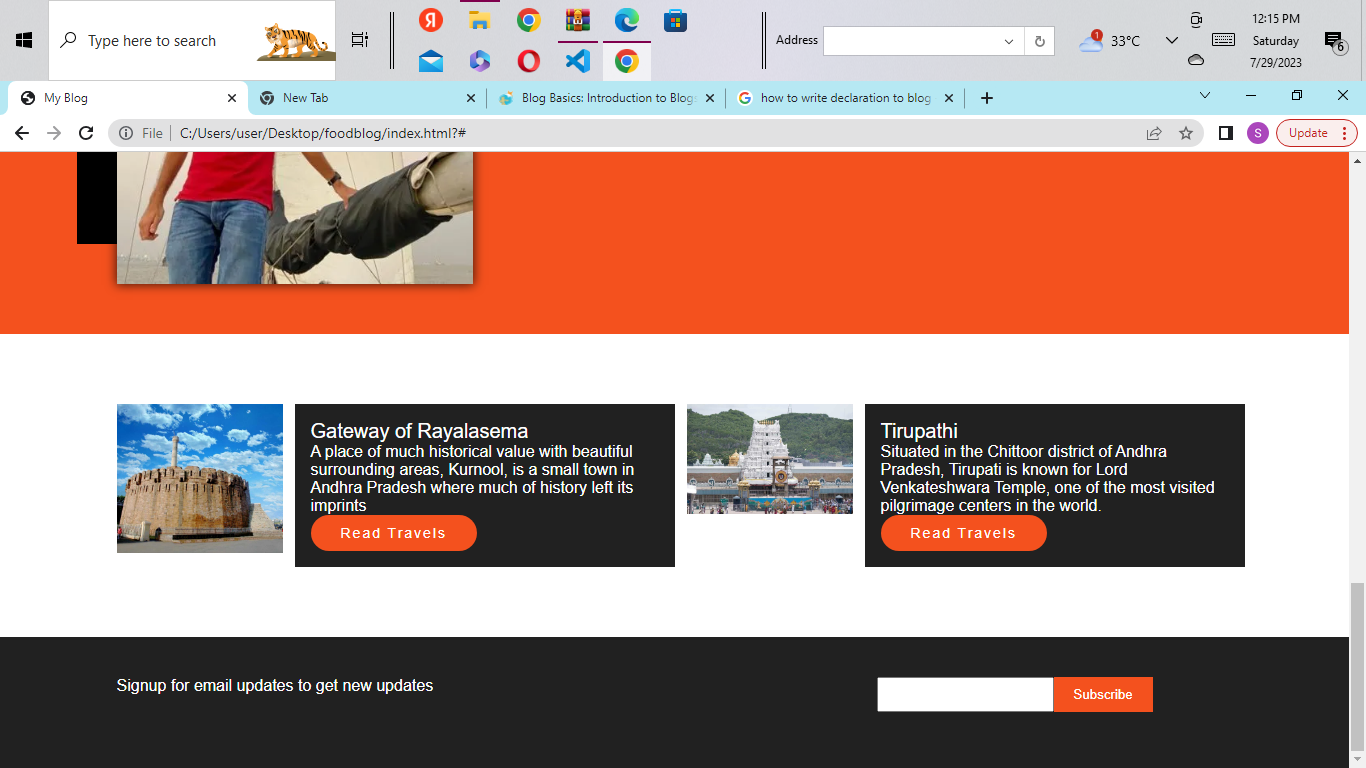 Type here to search
Address
1
33°C
12:15 PM
Saturday
7/29/2023
6
My Blog
New Tab
Blog Basics: Introduction to Blog
how to write declaration to blog
File
C:/Users/user/Desktop/foodblog/index.html?#
S
Update
Gateway of Rayalasema
A place of much historical value with beautiful
surrounding areas, Kurnool, is a small town in
Andhra Pradesh where much of history left its
imprints
Read Travels
Tirupathi
Situated in the Chittoor district of Andhra
Pradesh, Tirupati is known for Lord
Venkateshwara Temple, one of the most visited
pilgrimage centers in the world.
Read Travels
Signup for email updates to get new updates
Subscribe